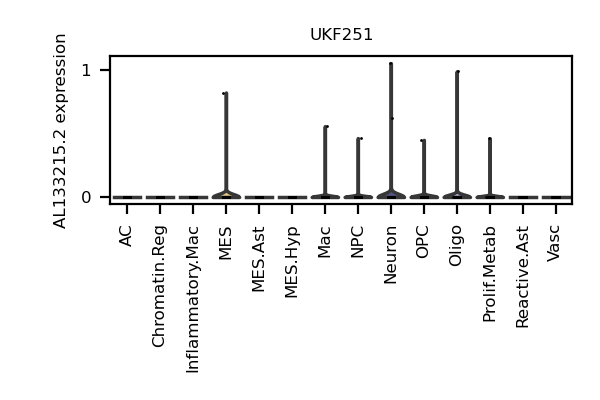 UKF251
AL133215.2 expression
1
0
AC
Chromatin.Reg
Inflammatory.Mac
MES
MES.Ast
MES.Hyp
Mac
NPC
Neuron
OPC
Oligo
Prolif.Metab
Reactive.Ast
Vasc